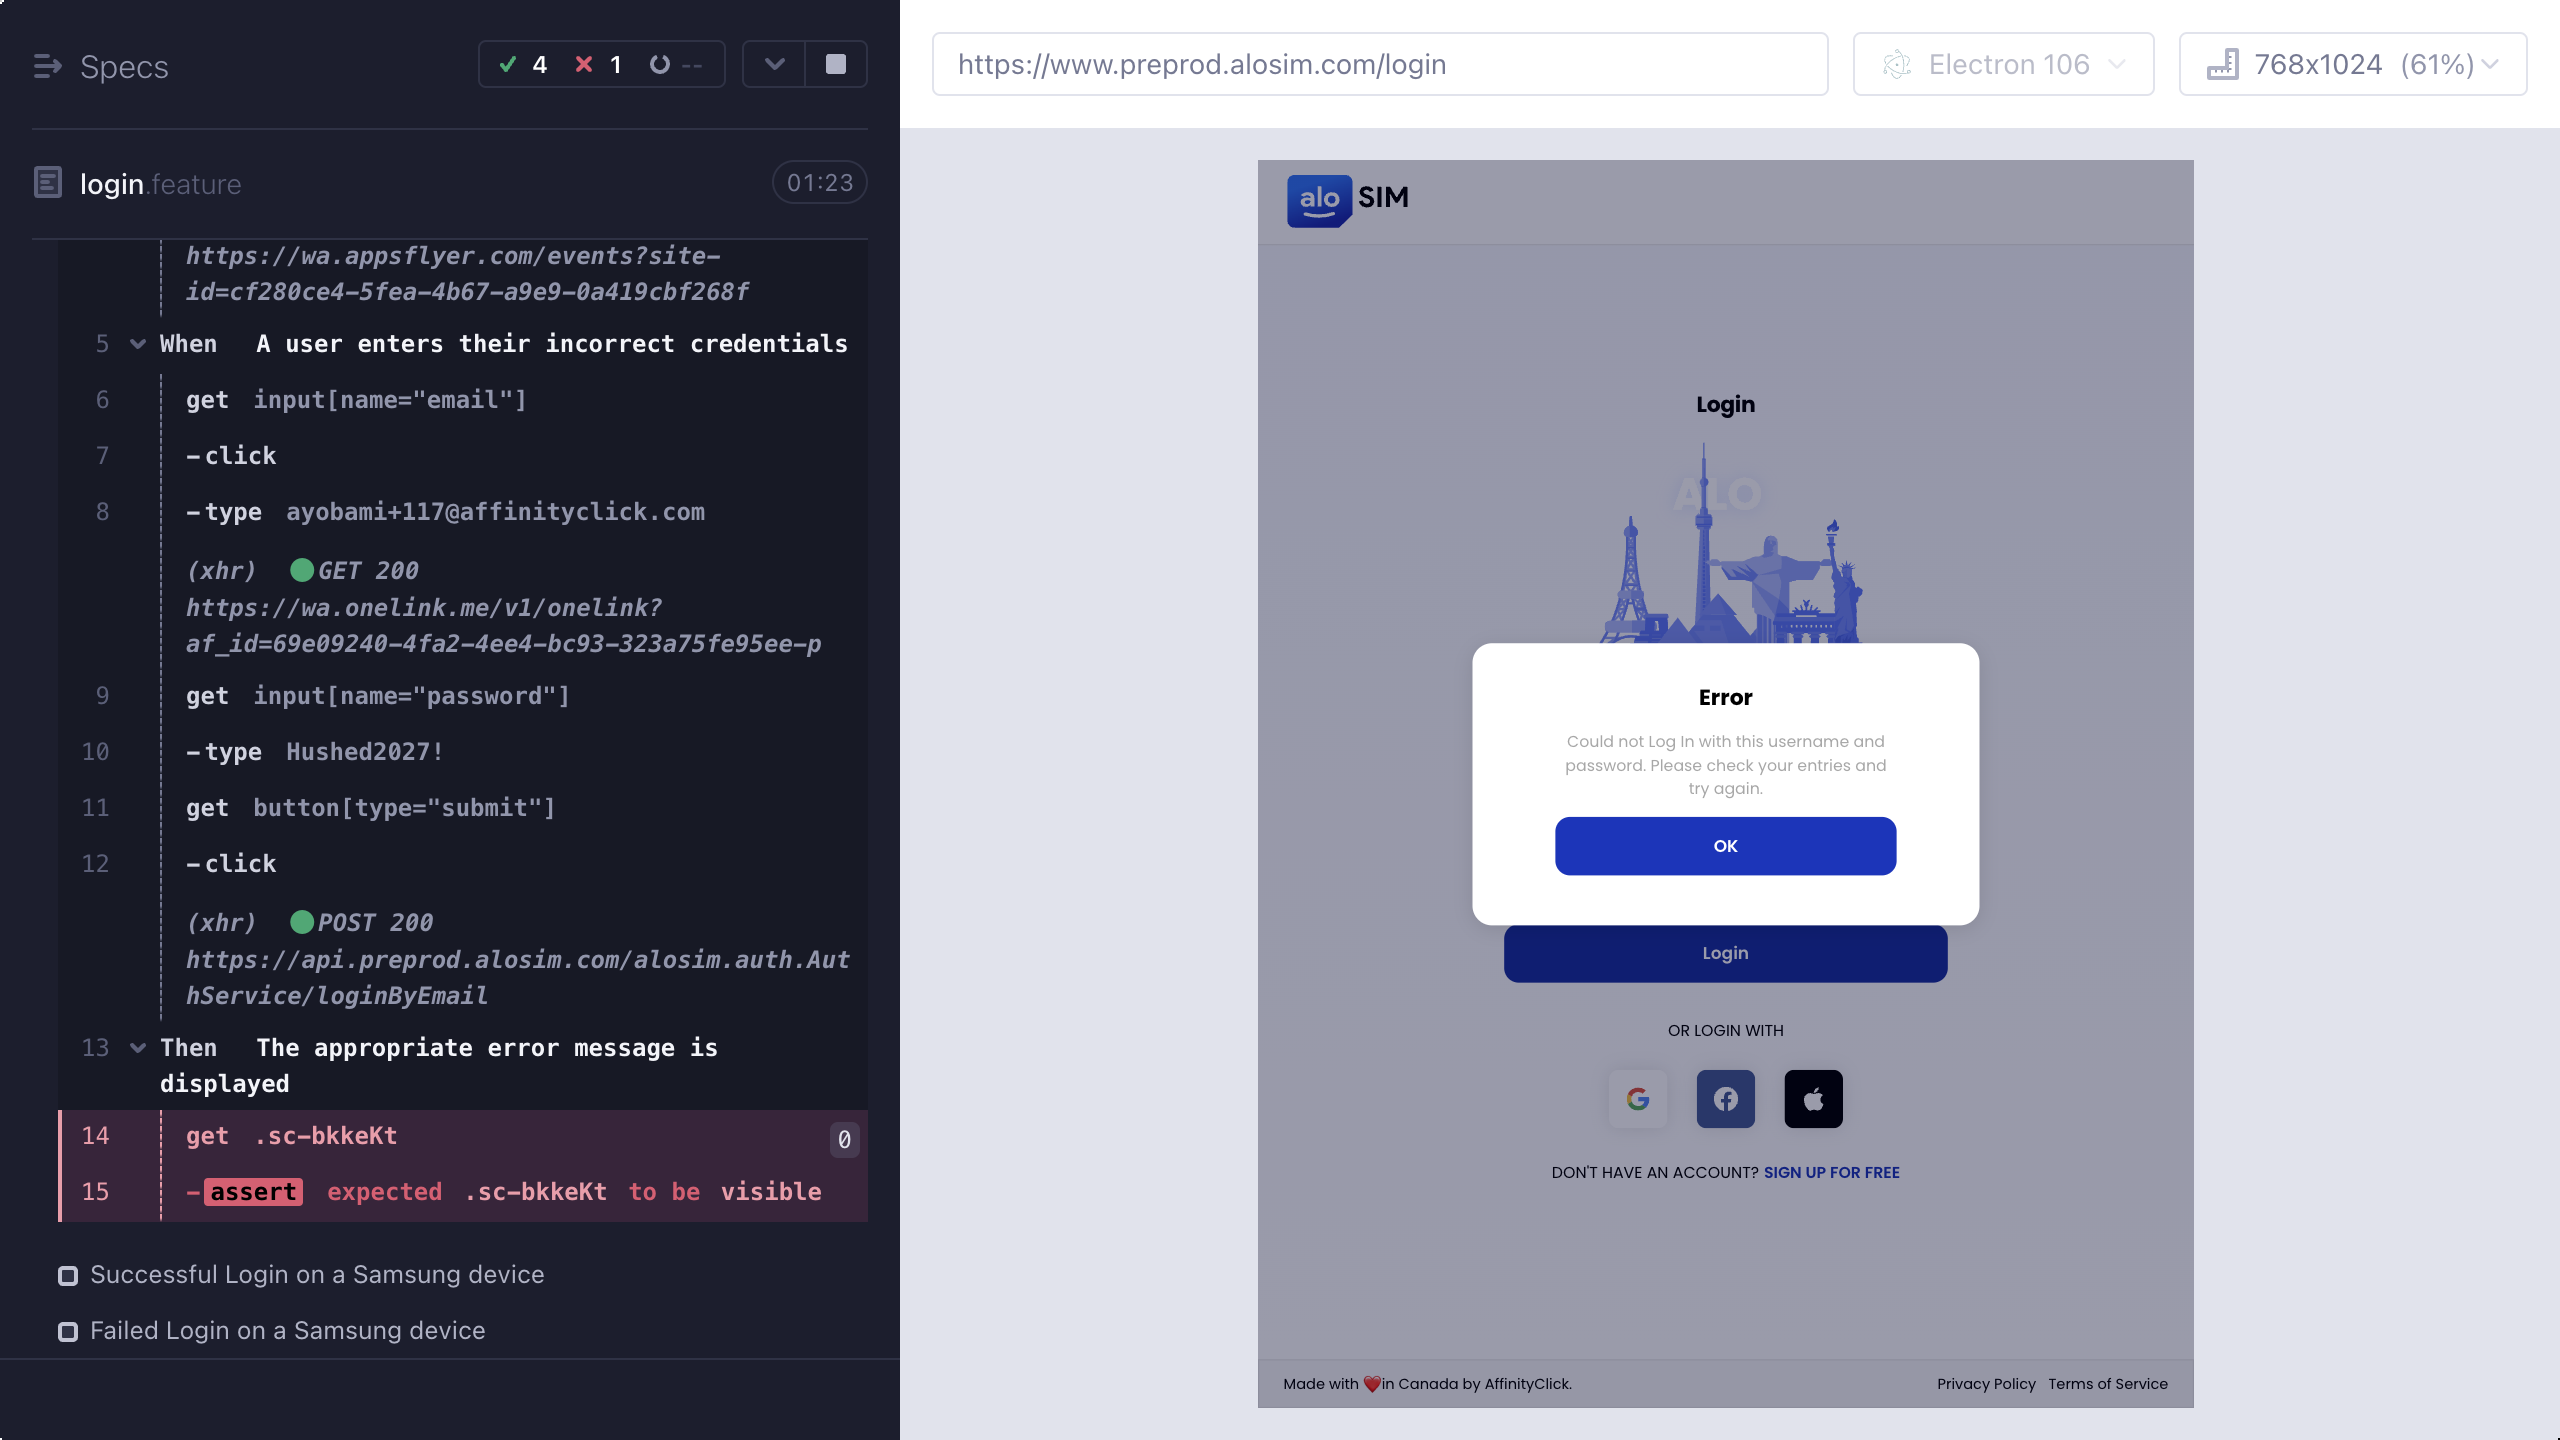 Specs
4 1 --
login.feature 01:23
https://wa.appsflyer.com/events?site-
id=cf280ce4-5fea-4b67-a9e9-0a419cbf268f
5 When A user enters their incorrect credentials
6 get input[name="email"]
7 -click
8 -type ayobami+117@affinityclick.com
(xhr) GET 200
https://wa.onelink.me/v1/onelink?
af_id=69e09240-4fa2-4ee4-bc93-323a75fe95ee-p
9 get input[name="password"]
10 -type Hushed2027!
11 get button[type="submit"]
12 -click
(xhr) POST 200
https://api.preprod.alosim.com/alosim.auth.Aut
hService/loginByEmail
13 Then The appropriate error message is
displayed
14 get .sc-bkkeKt 0
15 -assert expected .sc-bkkeKt to be visible
Successful Login on a Samsung device
Failed Login on a Samsung device
https://www.preprod.alosim.com/login
Electron 106
768x1024 (61%)
alo SIM
Login
ALO
Error
Could not Log In with this username and
password. Please check your entries and
try again.
OK
Login
OR LOGIN WITH
DON'T HAVE AN ACCOUNT? SIGN UP FOR FREE
Made with ❤️in Canada by AffinityClick.
Privacy Policy Terms of Service